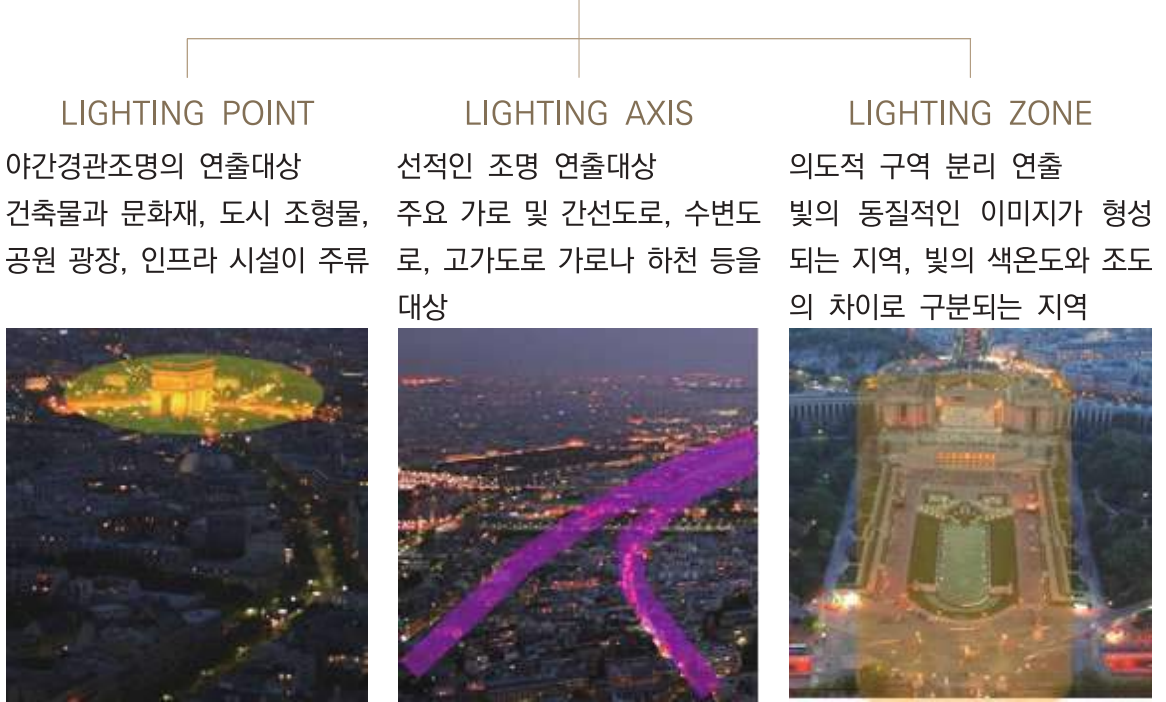 LIGHTING POINT
야간경관조명의 연출대상
건축물과 문화재, 도시 조형물,
공원 광장, 인프라 시설이 주류
LIGHTING AXIS
선적인 조명 연출대상
주요 가로 및 간선도로, 수변도
로, 고가도로 가로나 하천 등을
대상
LIGHTING ZONE
의도적 구역 분리 연출
빛의 동질적인 이미지가 형성
되는 지역, 빛의 색온도와 조도
의 차이로 구분되는 지역